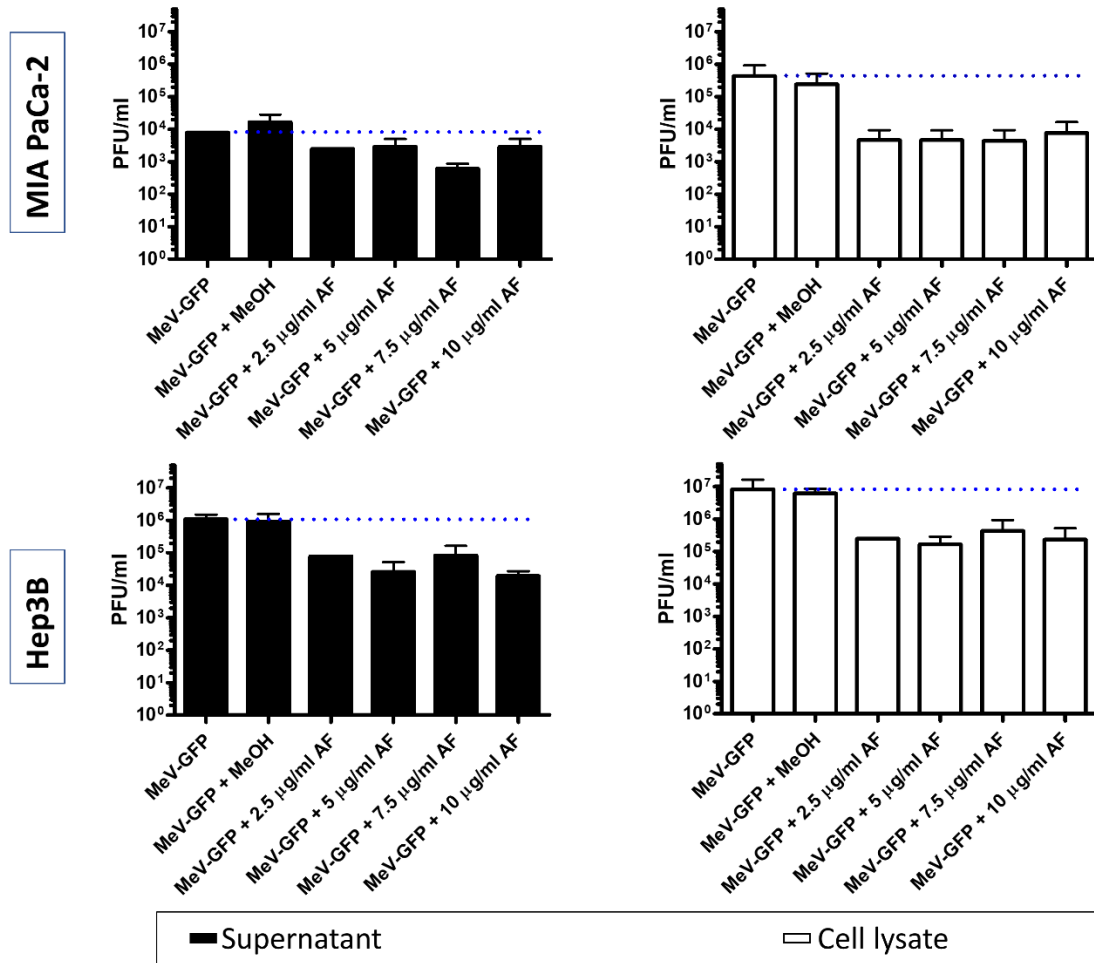 MIA PaCa-2
PFU/ml
10⁷
10⁶
10⁵
10⁴
10³
10²
10¹
10⁰
MeV-GFP
MeV-GFP + MeOH
MeV-GFP + 2.5 µg/ml AF
MeV-GFP + 5 µg/ml AF
MeV-GFP + 7.5 µg/ml AF
MeV-GFP + 10 µg/ml AF
PFU/ml
10⁷
10⁶
10⁵
10⁴
10³
10²
10¹
10⁰
MeV-GFP
MeV-GFP + MeOH
MeV-GFP + 2.5 µg/ml AF
MeV-GFP + 5 µg/ml AF
MeV-GFP + 7.5 µg/ml AF
MeV-GFP + 10 µg/ml AF
Hep3B
PFU/ml
10⁷
10⁶
10⁵
10⁴
10³
10²
10¹
10⁰
MeV-GFP
MeV-GFP + MeOH
MeV-GFP + 2.5 µg/ml AF
MeV-GFP + 5 µg/ml AF
MeV-GFP + 7.5 µg/ml AF
MeV-GFP + 10 µg/ml AF
PFU/ml
10⁷
10⁶
10⁵
10⁴
10³
10²
10¹
10⁰
MeV-GFP
MeV-GFP + MeOH
MeV-GFP + 2.5 µg/ml AF
MeV-GFP + 5 µg/ml AF
MeV-GFP + 7.5 µg/ml AF
MeV-GFP + 10 µg/ml AF
Supernatant
Cell lysate